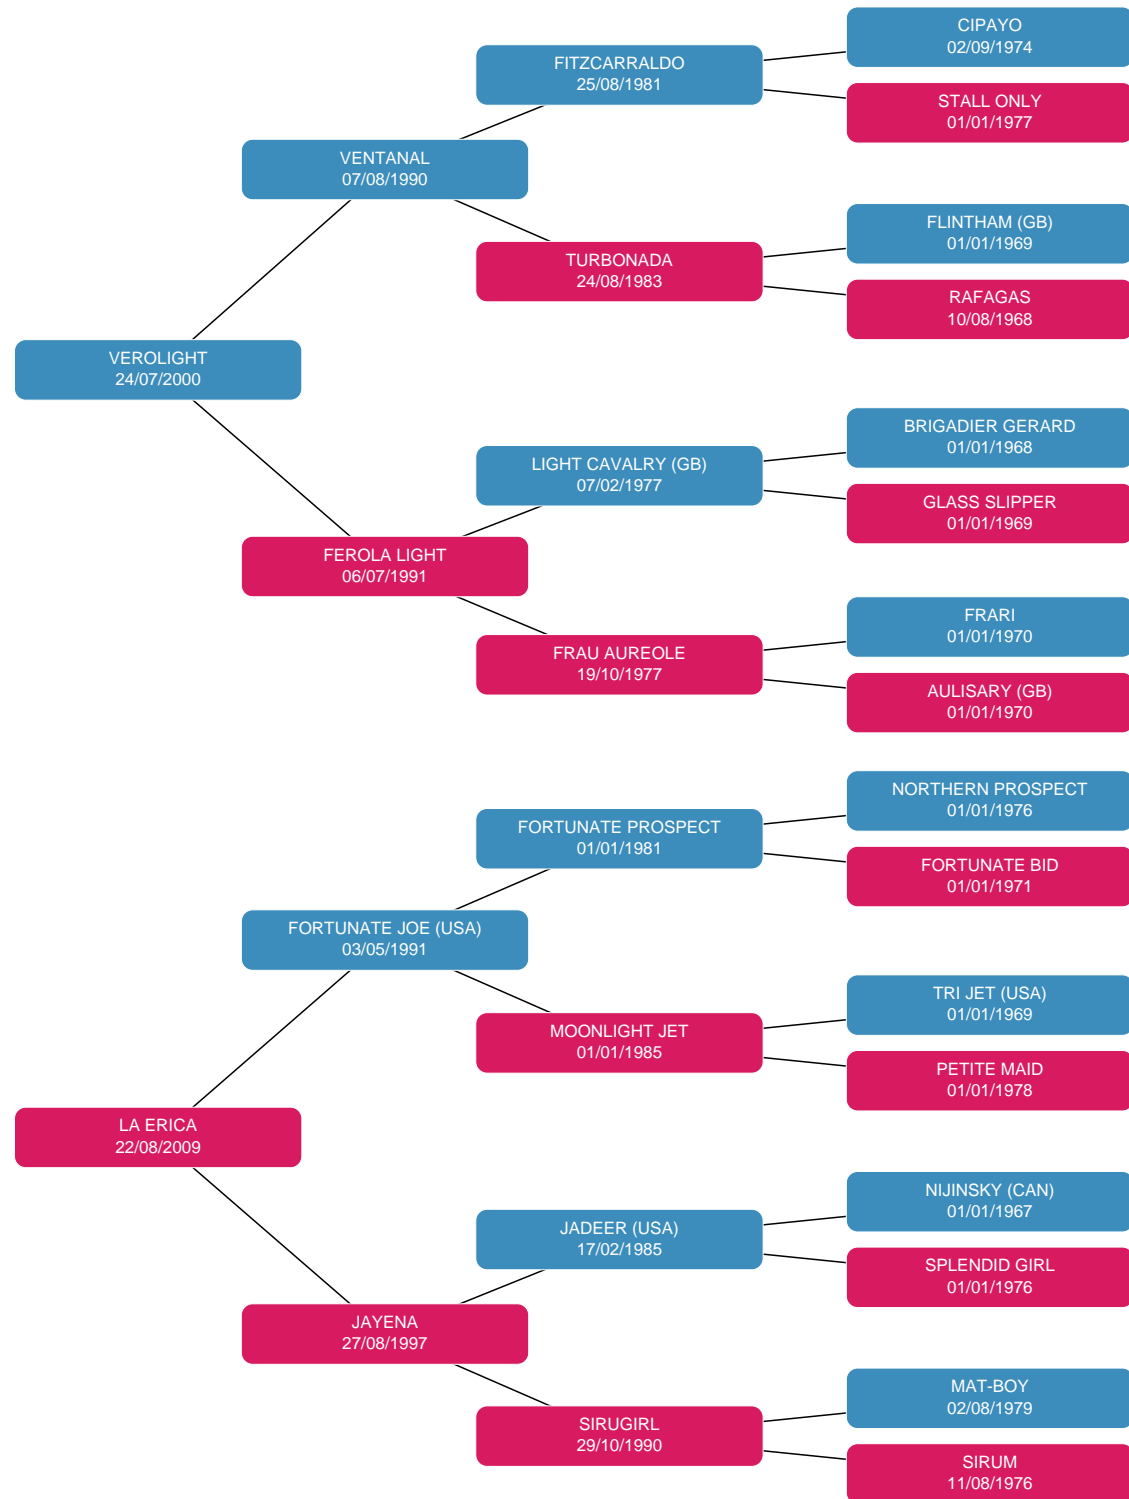 CIPAYO
02/09/1974
FITZCARRALDO
25/08/1981
STALL ONLY
01/01/1977
VENTANAL
07/08/1990
FLINTHAM (GB)
01/01/1969
TURBONADA
24/08/1983
RAFAGAS
10/08/1968
VEROLIGHT
24/07/2000
BRIGADIER GERARD
01/01/1968
LIGHT CAVALRY (GB)
07/02/1977
GLASS SLIPPER
01/01/1969
FEROLA LIGHT
06/07/1991
FRARI
01/01/1970
FRAU AUREOLE
19/10/1977
AULISARY (GB)
01/01/1970
NORTHERN PROSPECT
01/01/1976
FORTUNATE PROSPECT
01/01/1981
FORTUNATE BID
01/01/1971
FORTUNATE JOE (USA)
03/05/1991
TRI JET (USA)
01/01/1969
MOONLIGHT JET
01/01/1985
PETITE MAID
01/01/1978
LA ERICA
22/08/2009
NIJINSKY (CAN)
01/01/1967
JADEER (USA)
17/02/1985
SPLENDID GIRL
01/01/1976
JAYENA
27/08/1997
MAT-BOY
02/08/1979
SIRUGIRL
29/10/1990
SIRUM
11/08/1976